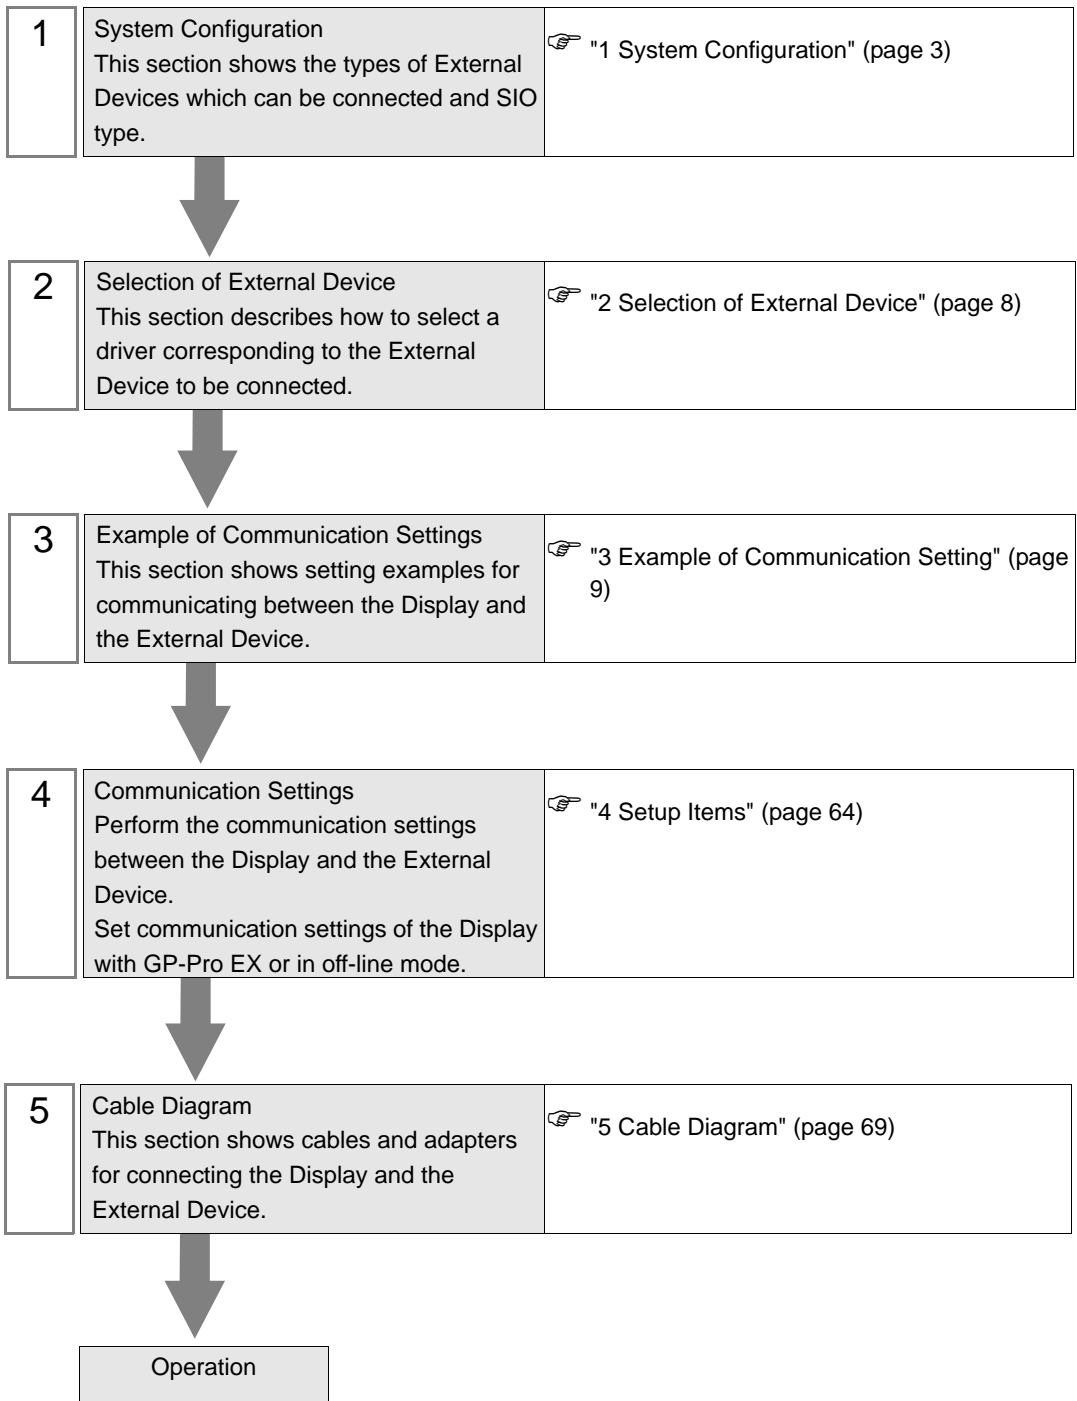 1
System Configuration
This section shows the types of External
Devices which can be connected and SIO
type.
"1 System Configuration" (page 3)
2
Selection of External Device
This section describes how to select a
driver corresponding to the External
Device to be connected.
"2 Selection of External Device" (page 8)
3
Example of Communication Settings
This section shows setting examples for
communicating between the Display and
the External Device.
"3 Example of Communication Setting" (page
9)
4
Communication Settings
Perform the communication settings
between the Display and the External
Device.
Set communication settings of the Display
with GP-Pro EX or in off-line mode.
"4 Setup Items" (page 64)
5
Cable Diagram
This section shows cables and adapters
for connecting the Display and the
External Device.
"5 Cable Diagram" (page 69)
Operation